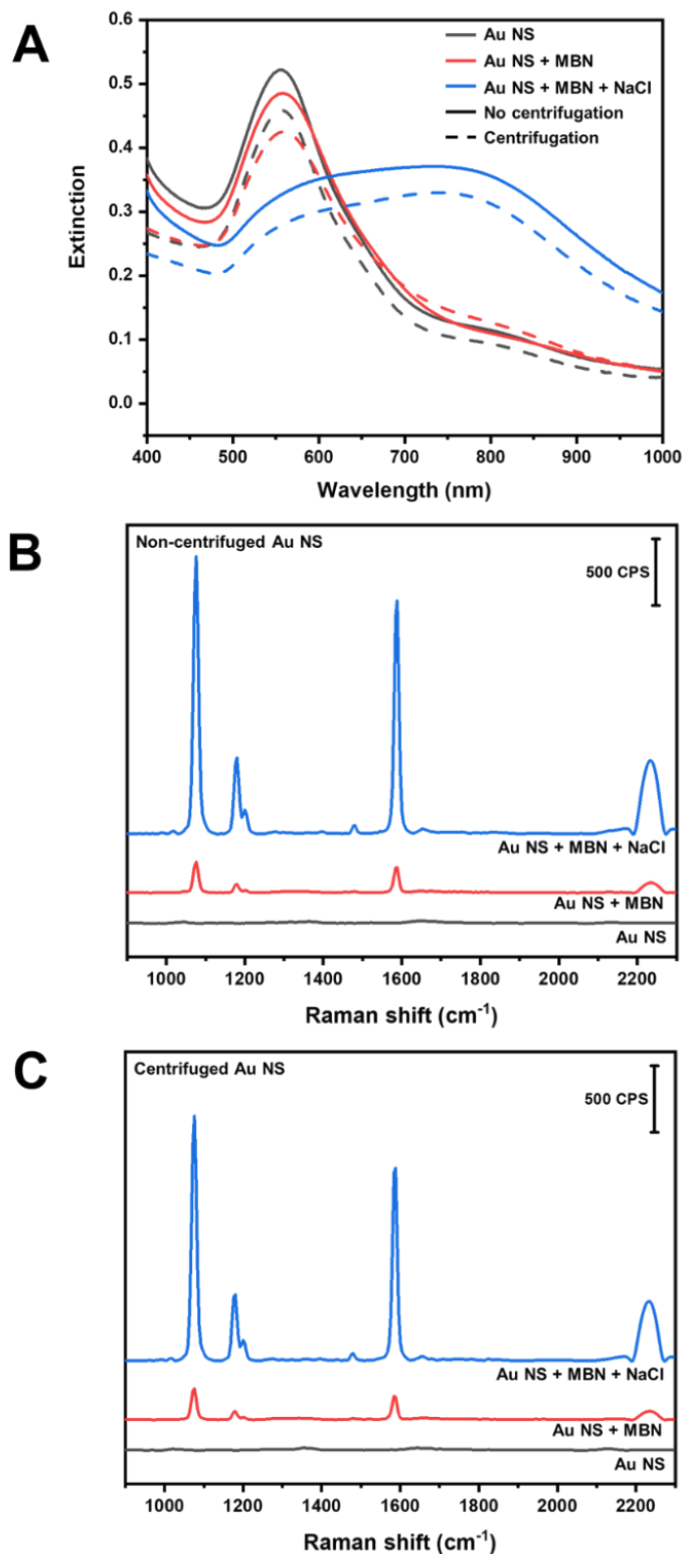 A
0.6
0.5
0.4
0.3
0.2
0.1
0.0
Extinction
Au NS
Au NS + MBN
Au NS + MBN + NaCl
No centrifugation
Centrifugation
400 500 600 700 800 900 1000
Wavelength (nm)
B
Non-centrifuged Au NS
500 CPS
Au NS + MBN + NaCl
Au NS + MBN
Au NS
1000 1200 1400 1600 1800 2000 2200
Raman shift (cm⁻¹)
C
Centrifuged Au NS
500 CPS
Au NS + MBN + NaCl
Au NS + MBN
Au NS
1000 1200 1400 1600 1800 2000 2200
Raman shift (cm⁻¹)